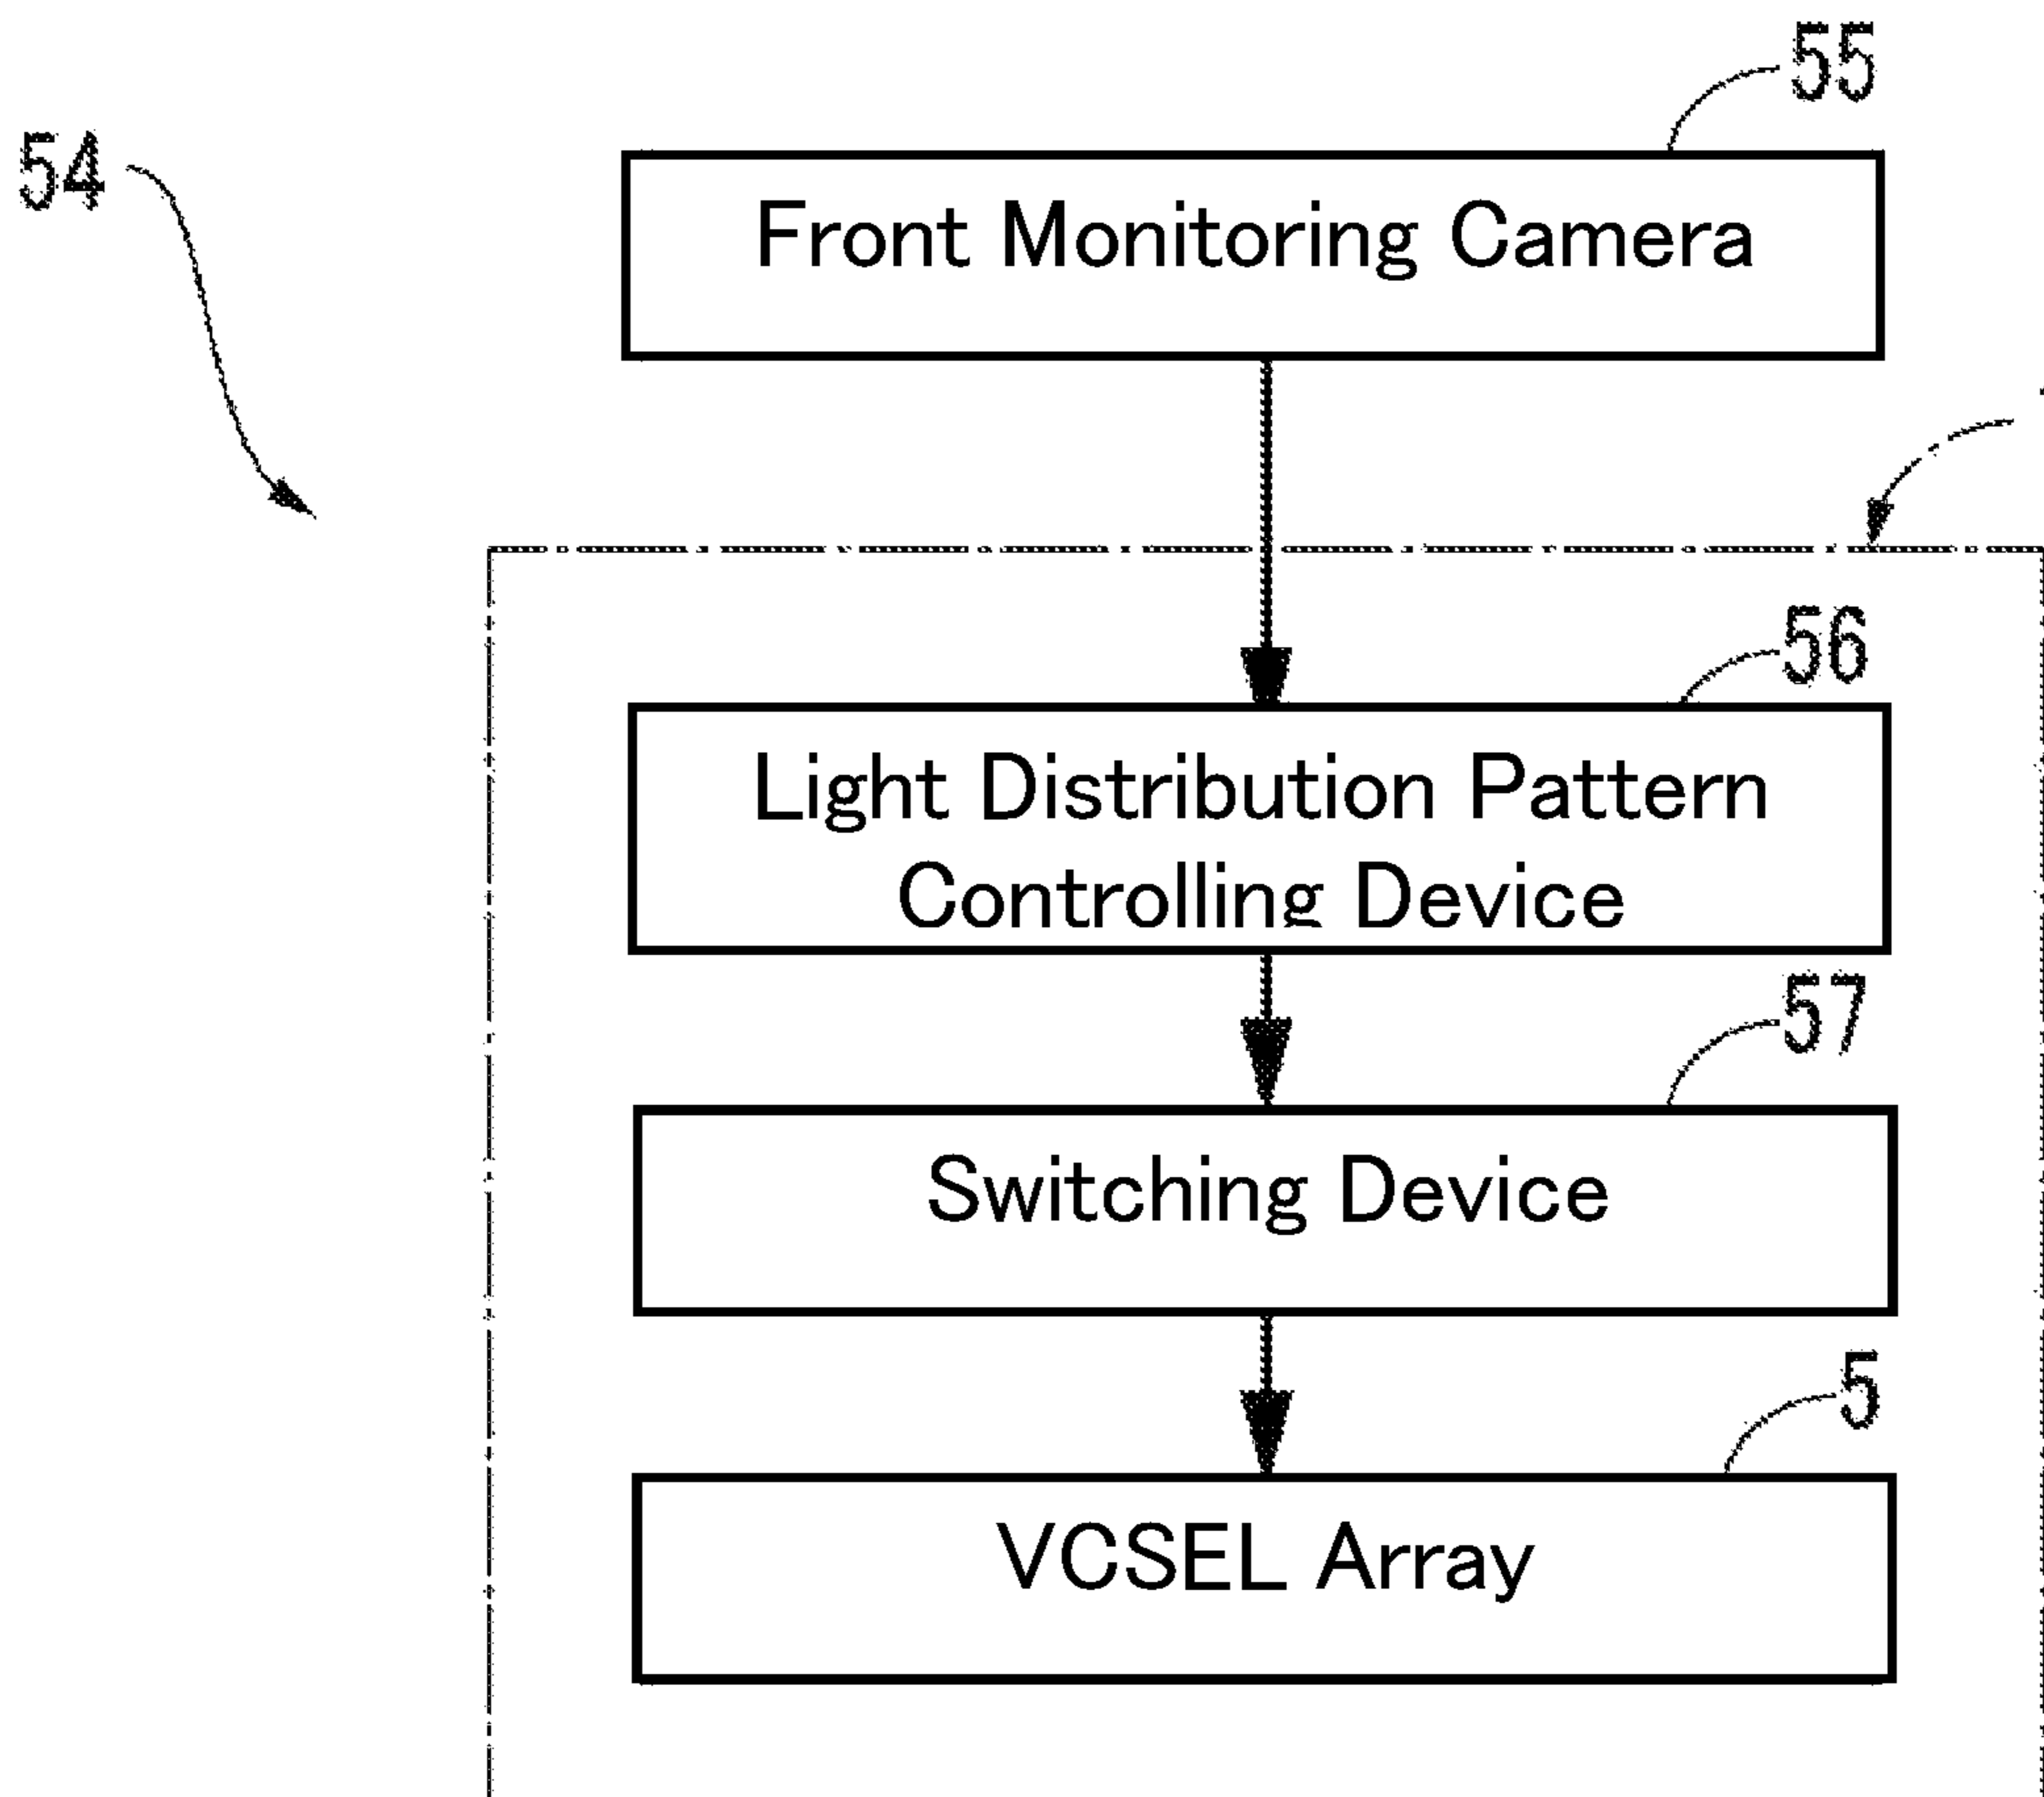 55
54
Front Monitoring Camera
56
Light Distribution Pattern
Controlling Device
57
Switching Device
5
VCSEL Array